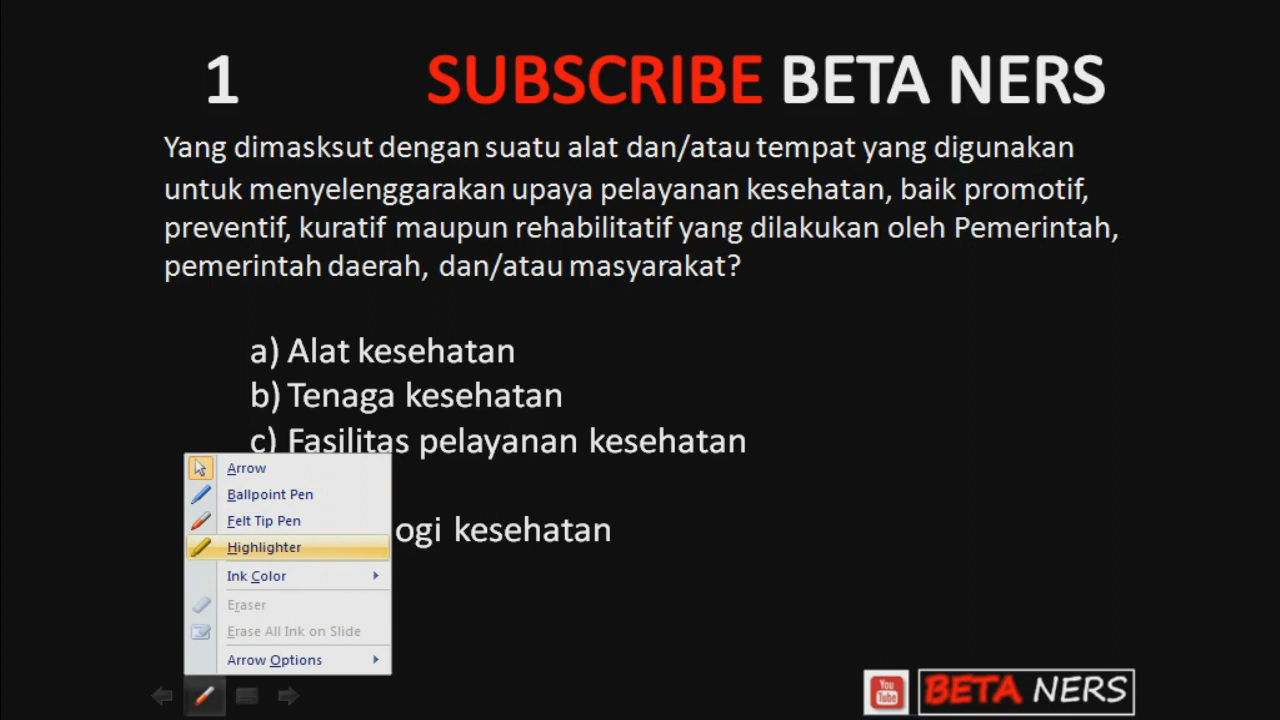 1 SUBSCRIBE BETA NERS
Yang dimasksut dengan suatu alat dan/atau tempat yang digunakan
untuk menyelenggarakan upaya pelayanan kesehatan, baik promotif,
preventif, kuratif maupun rehabilitatif yang dilakukan oleh Pemerintah,
pemerintah daerah, dan/atau masyarakat?
a) Alat kesehatan
b) Tenaga kesehatan
c) Fasilitas pelayanan kesehatan
ogi kesehatan
Arrow
Ballpoint Pen
Felt Tip Pen
Highlighter
Ink Color
Eraser
Erase All Ink on Slide
Arrow Options
You Tube BETA NERS